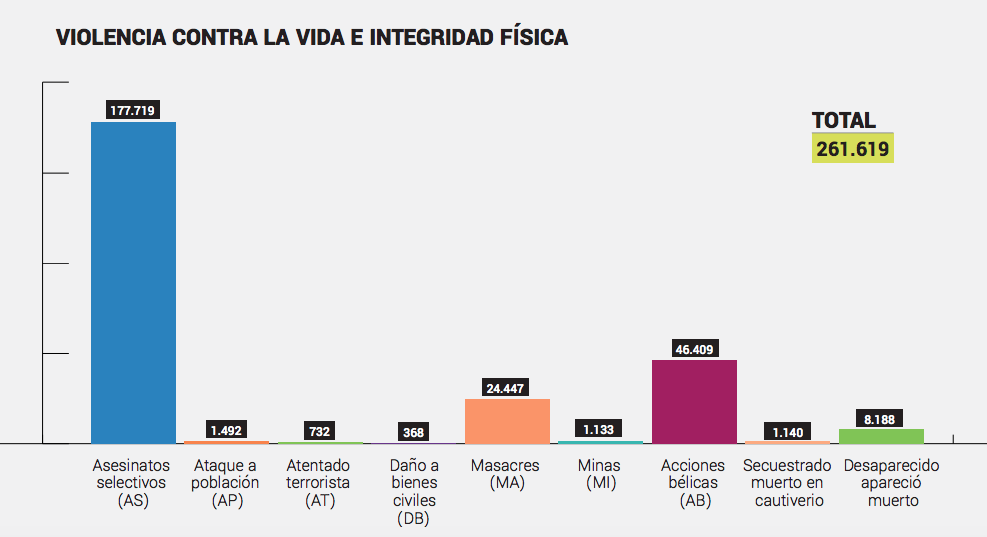 VIOLENCIA CONTRA LA VIDA E INTEGRIDAD FÍSICA
TOTAL
261.619
177.719
1.492
732
368
24.447
1.133
46.409
1.140
8.188
Asesinatos
selectivos
(AS)
Ataque a
población
(AP)
Atentado
terrorista
(AT)
Daño a
bienes
civiles
(DB)
Masacres
(MA)
Minas
(MI)
Acciones
bélicas
(AB)
Secuestrado
muerto en
cautiverio
Desaparecido
apareció
muerto